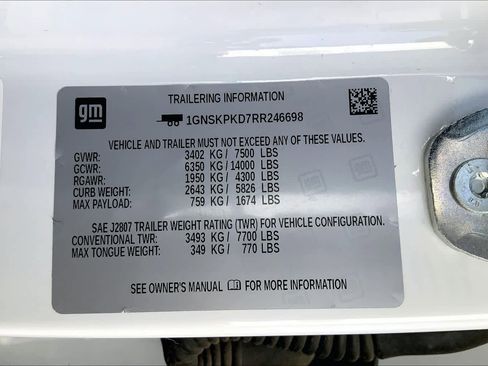 gm
TRAILERING INFORMATION
1GNSKPKD7RR246698
VEHICLE AND TRAILER MUST NOT EXCEED ANY OF THESE VALUES.
GVWR: 3402 KG / 7500 LBS
GCWR: 6350 KG / 14000 LBS
RGAWR: 1950 KG / 4300 LBS
CURB WEIGHT: 2643 KG / 5826 LBS
MAX PAYLOAD: 759 KG / 1674 LBS
SAE J2807 TRAILER WEIGHT RATING (TWR) FOR VEHICLE CONFIGURATION.
CONVENTIONAL TWR: 3493 KG / 7700 LBS
MAX TONGUE WEIGHT: 349 KG / 770 LBS
SEE OWNER'S MANUAL FOR MORE INFORMATION